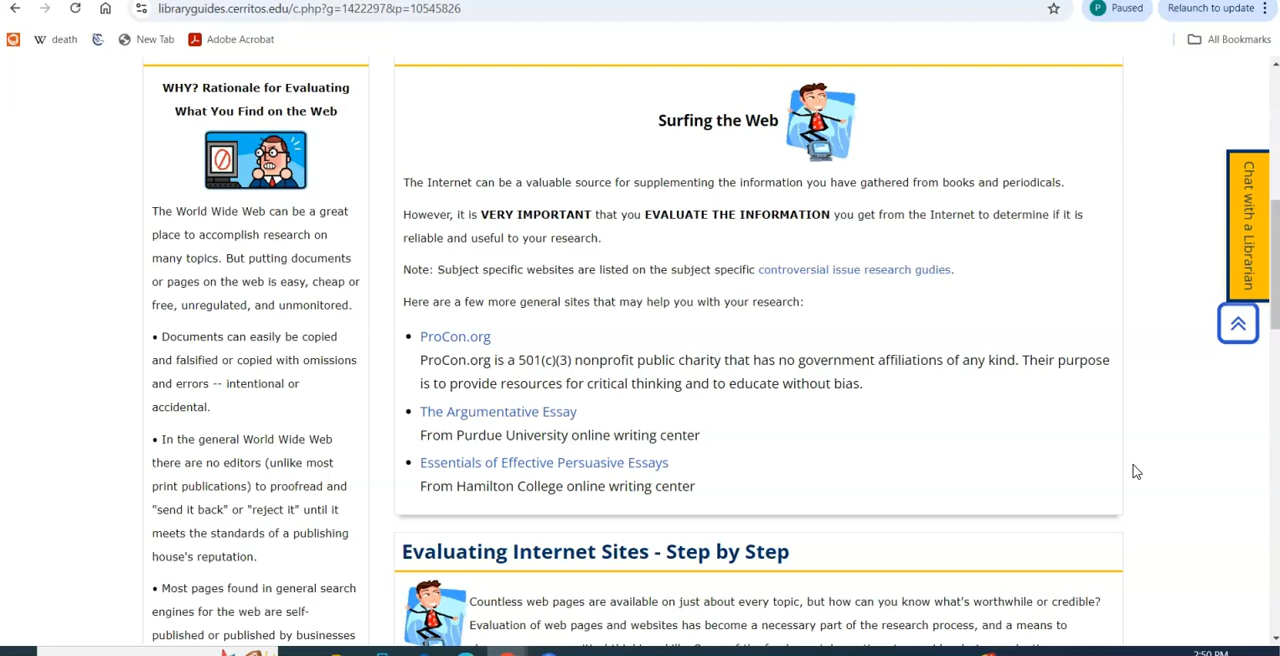 libraryguides.cerritos.edu/c.php?g=1422297&p=10545826
Paused
Relaunch to update
death
New Tab
Adobe Acrobat
All Bookmarks
WHY? Rationale for Evaluating
What You Find on the Web
The World Wide Web can be a great
place to accomplish research on
many topics. But putting documents
or pages on the web is easy, cheap or
free, unregulated, and unmonitored.
• Documents can easily be copied
and falsified or copied with omissions
and errors -- intentional or
accidental.
• In the general World Wide Web
there are no editors (unlike most
print publications) to proofread and
"send it back" or "reject it" until it
meets the standards of a publishing
house's reputation.
• Most pages found in general search
engines for the web are self-
published or published by businesses
Surfing the Web
The Internet can be a valuable source for supplementing the information you have gathered from books and periodicals.
However, it is VERY IMPORTANT that you EVALUATE THE INFORMATION you get from the Internet to determine if it is
reliable and useful to your research.
Note: Subject specific websites are listed on the subject specific controversial issue research gudies.
Here are a few more general sites that may help you with your research:
• ProCon.org
ProCon.org is a 501(c)(3) nonprofit public charity that has no government affiliations of any kind. Their purpose
is to provide resources for critical thinking and to educate without bias.
• The Argumentative Essay
From Purdue University online writing center
• Essentials of Effective Persuasive Essays
From Hamilton College online writing center
Evaluating Internet Sites - Step by Step
Countless web pages are available on just about every topic, but how can you know what's worthwhile or credible?
Evaluation of web pages and websites has become a necessary part of the research process, and a means to
Chat with a Librarian
2:50 PM